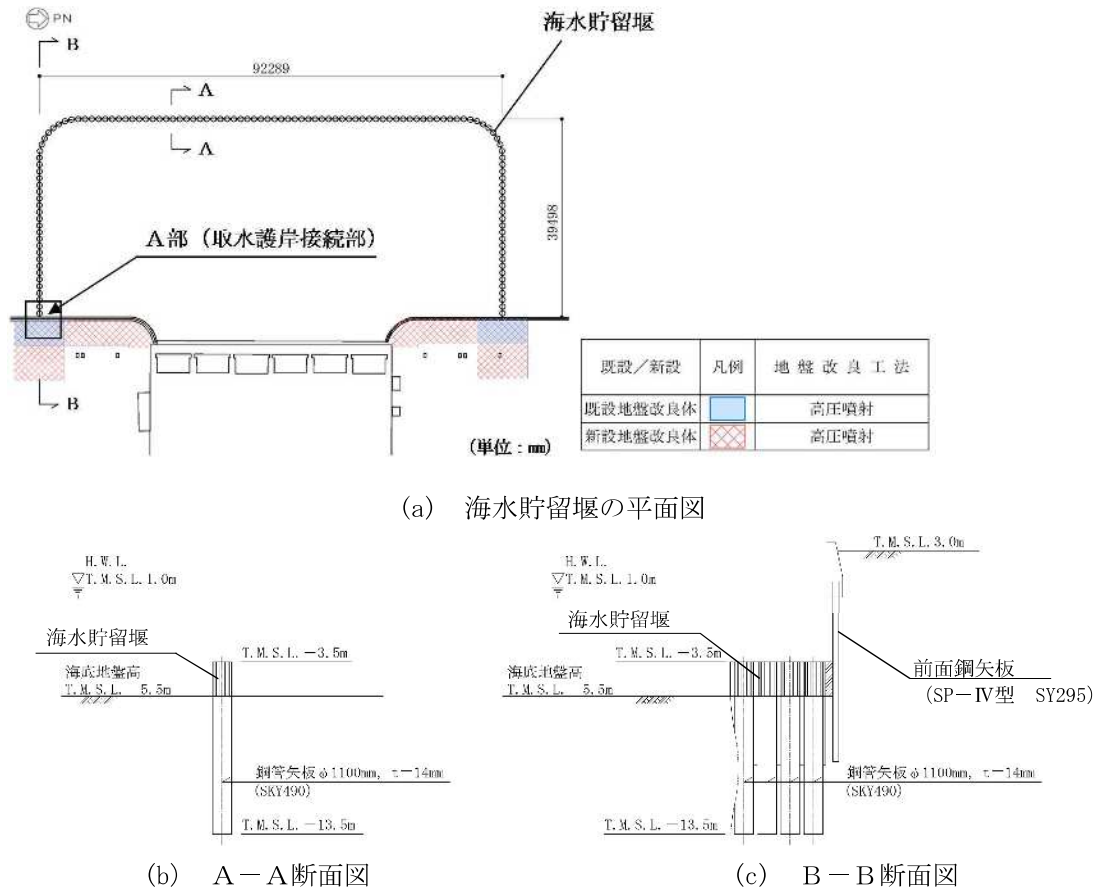 PN
B
海水貯留堰
92289
A
A
39498
A部（取水護岸接続部）
B
(単位:mm)
既設／新設 凡例 地盤改良工法
既設地盤改良体 高圧噴射
新設地盤改良体 高圧噴射
(a) 海水貯留堰の平面図
H.W.L.
T.M.S.L.1.0m
海水貯留堰
T.M.S.L.-3.5m
海底地盤高
T.M.S.L. 5.5m
鋼管矢板φ1100mm, t=14mm
(SKY490)
T.M.S.L.-13.5m
(b) A－A断面図
T.M.S.L.3.0m
H.W.L.
T.M.S.L.1.0m
海水貯留堰
T.M.S.L.-3.5m
海底地盤高
T.M.S.L. 5.5m
前面鋼矢板
(SP－Ⅳ型 SY295)
鋼管矢板φ1100mm, t=14mm
(SKY490)
T.M.S.L.-13.5m
(c) B－B断面図